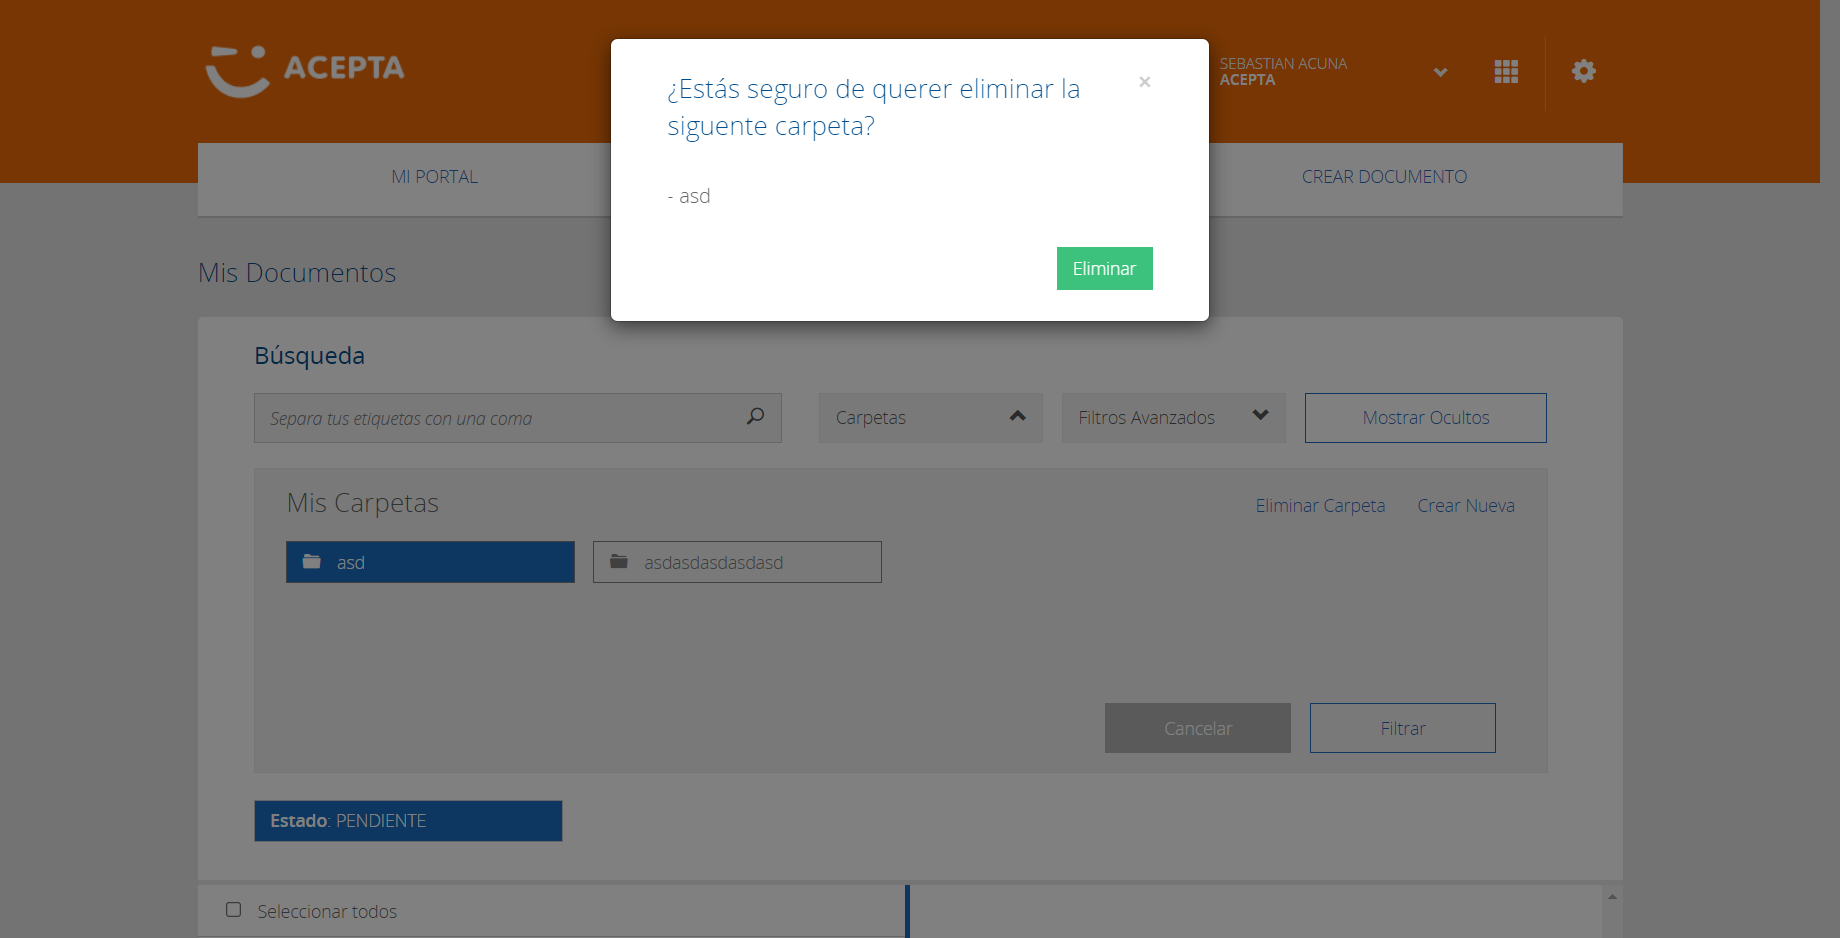 ACEPTA
SEBASTIAN ACUNA
ACEPTA
¿Estás seguro de querer eliminar la
siguente carpeta?
×
- asd
Eliminar
MI PORTAL
CREAR DOCUMENTO
Mis Documentos
Búsqueda
Separa tus etiquetas con una coma
Carpetas
Filtros Avanzados
Mostrar Ocultos
Mis Carpetas
Eliminar Carpeta
Crear Nueva
asd
asdasdasdasdasd
Cancelar
Filtrar
Estado: PENDIENTE
Seleccionar todos